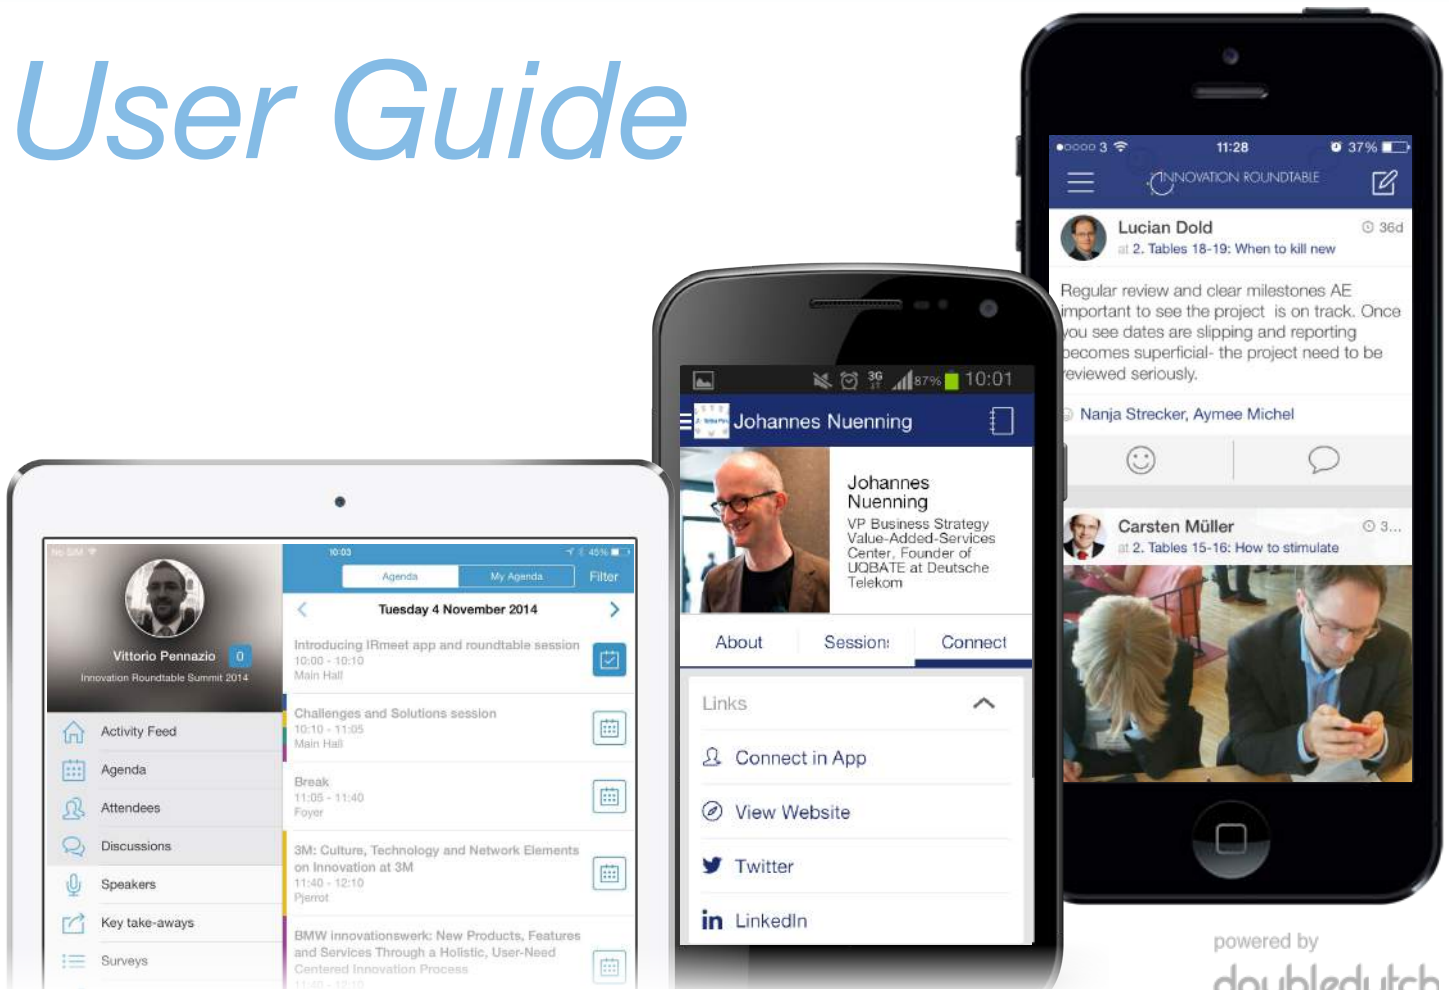 User Guide
3 11:28 37%
INNOVATION ROUNDTABLE
Lucian Dold 36d
at 2. Tables 18-19: When to kill new
Regular review and clear milestones AE
important to see the project is on track. Once
you see dates are slipping and reporting
becomes superficial- the project need to be
reviewed seriously.
Nanja Strecker, Aymee Michel
Carsten Müller 3...
at 2. Tables 15-16: How to stimulate
3G 87% 10:01
Johannes Nuenning
Johannes
Nuenning
VP Business Strategy
Value-Added-Services
Center, Founder of
UQBATE at Deutsche
Telekom
About Session: Connect
Links
Connect in App
View Website
Twitter
in LinkedIn
No SIM 10:03 45%
Agenda My Agenda Filter
Tuesday 4 November 2014
Vittorio Pennazio 0
Innovation Roundtable Summit 2014
Activity Feed
Agenda
Attendees
Discussions
Speakers
Key take-aways
Surveys
Introducing IRmeet app and roundtable session
10:00 - 10:10
Main Hall
Challenges and Solutions session
10:10 - 11:05
Main Hall
Break
11:05 - 11:40
Foyer
3M: Culture, Technology and Network Elements
on Innovation at 3M
11:40 - 12:10
Pjerrot
BMW innovationswerk: New Products, Features
and Services Through a Holistic, User-Need
Centered Innovation Process
11:40 - 12:10
powered by
doubledutch